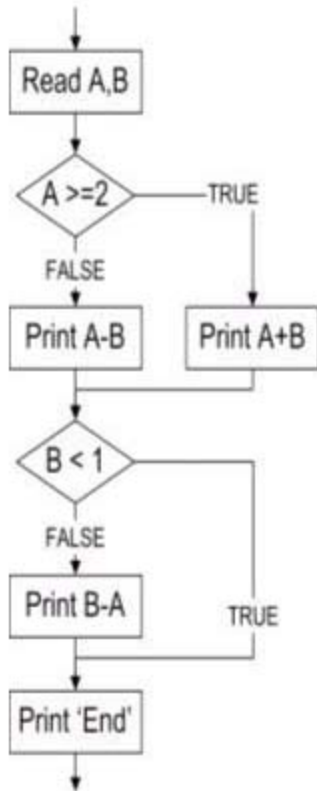 Read A,B
A >=2
TRUE
FALSE
Print A-B
Print A+B
B < 1
FALSE
Print B-A
TRUE
Print ‘End’